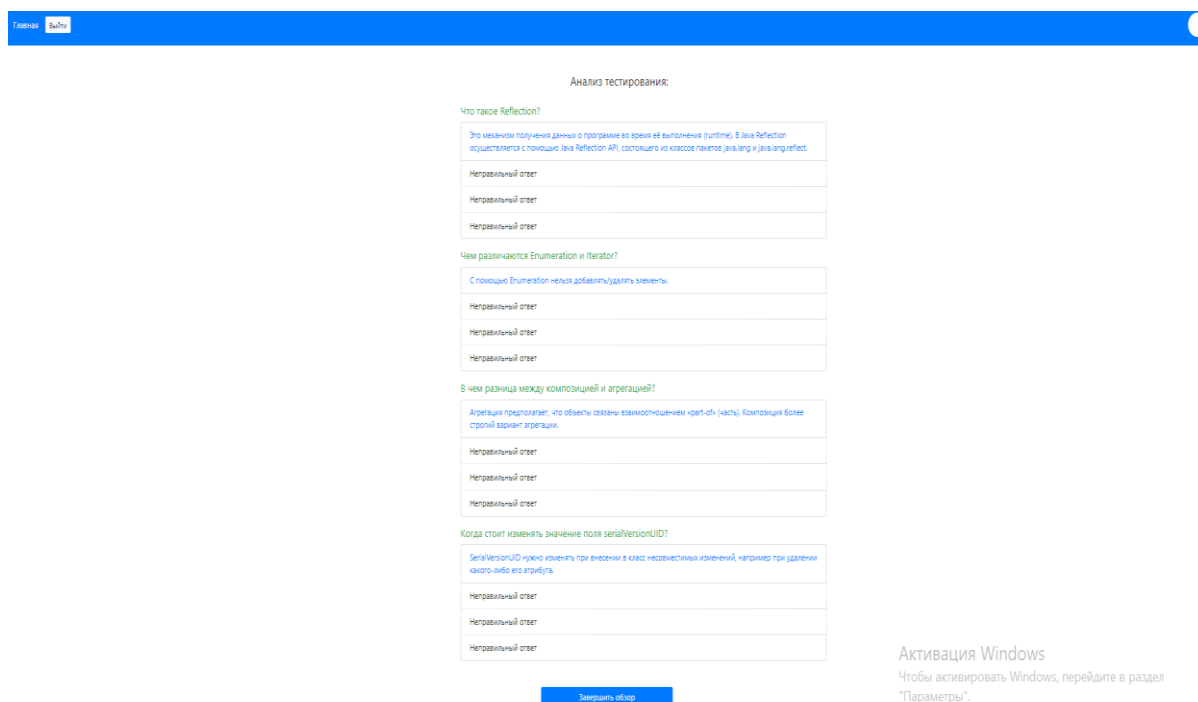 Главная Выйти
Анализ тестирования:
Что такое Reflection?
Это механизм получения данных о программе во время её выполнения (runtime). В Java Reflection
осуществляется с помощью Java Reflection API, состоящего из классов пакетов java.lang и java.lang.reflect.
Неправильный ответ
Неправильный ответ
Неправильный ответ
Чем различаются Enumeration и Iterator?
С помощью Enumeration нельзя добавлять/удалять элементы.
Неправильный ответ
Неправильный ответ
Неправильный ответ
В чем разница между композицией и агрегацией?
Агрегация предполагает, что объекты связаны взаимоотношением «part-of» (часть). Композиция более
строгий вариант агрегации.
Неправильный ответ
Неправильный ответ
Неправильный ответ
Когда стоит изменять значение поля serialVersionUID?
SerialVersionUID нужно изменять при внесении в класс несовместимых изменений, например при удалении
какого-либо его атрибута.
Неправильный ответ
Неправильный ответ
Неправильный ответ
Завершить обзор
Активация Windows
Чтобы активировать Windows, перейдите в раздел
"Параметры".